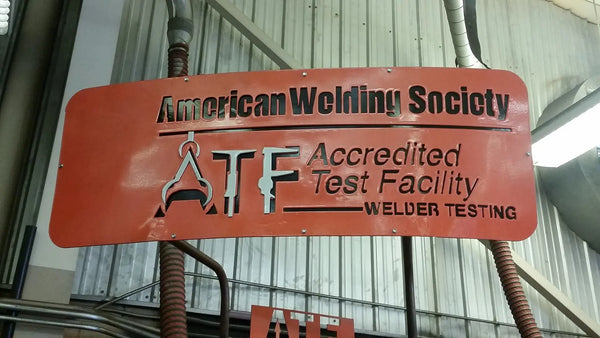 American Welding Society
ATF Accredited
Test Facility
WELDER TESTING